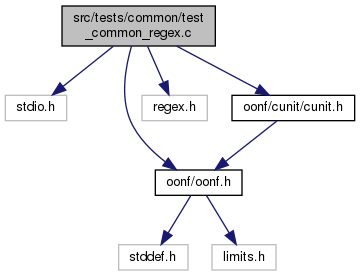 src/tests/common/test
_common_regex.c
stdio.h
regex.h
oonf/cunit/cunit.h
oonf/oonf.h
stddef.h
limits.h